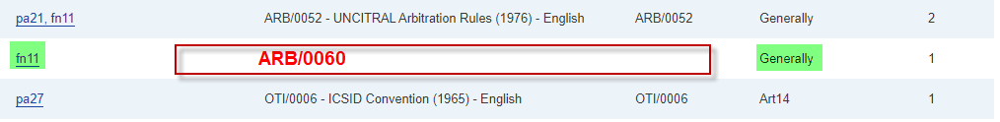 pa21, fn11 ARB/0052 - UNCITRAL Arbitration Rules (1976) - English ARB/0052 Generally 2
fn11 ARB/0060 Generally 1
pa27 OTI/0006 - ICSID Convention (1965) - English OTI/0006 Art14 1